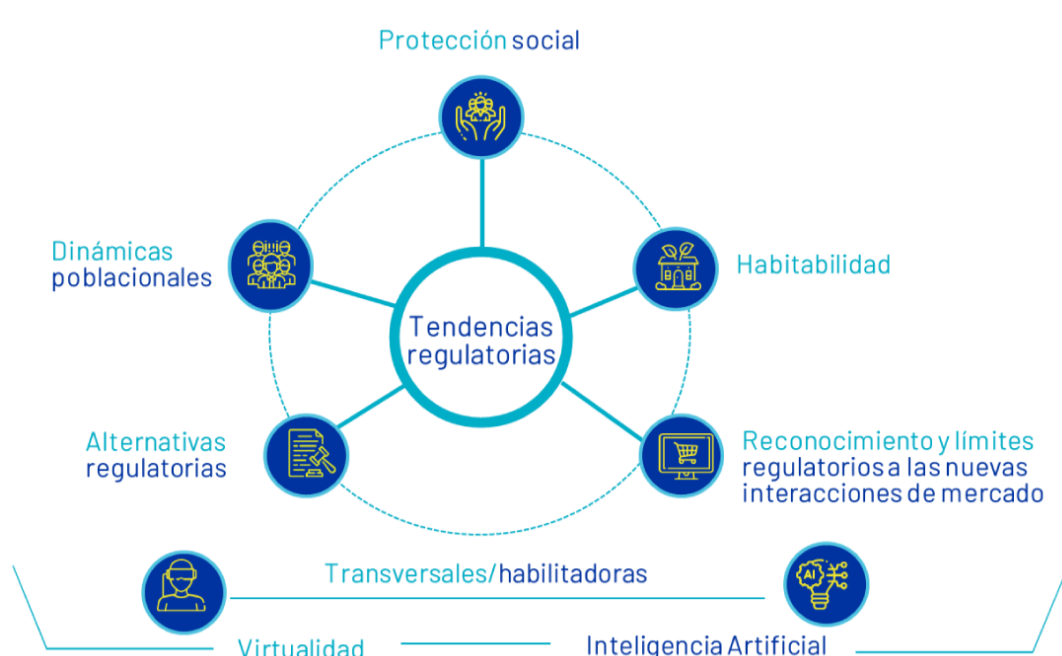 Protección social
Dinámicas
poblacionales
Habitabilidad
Tendencias
regulatorias
Alternativas
regulatorias
Reconocimiento y límites
regulatorios a las nuevas
interacciones de mercado
Transversales/habilitadoras
AI
Virtualidad
Inteligencia Artificial